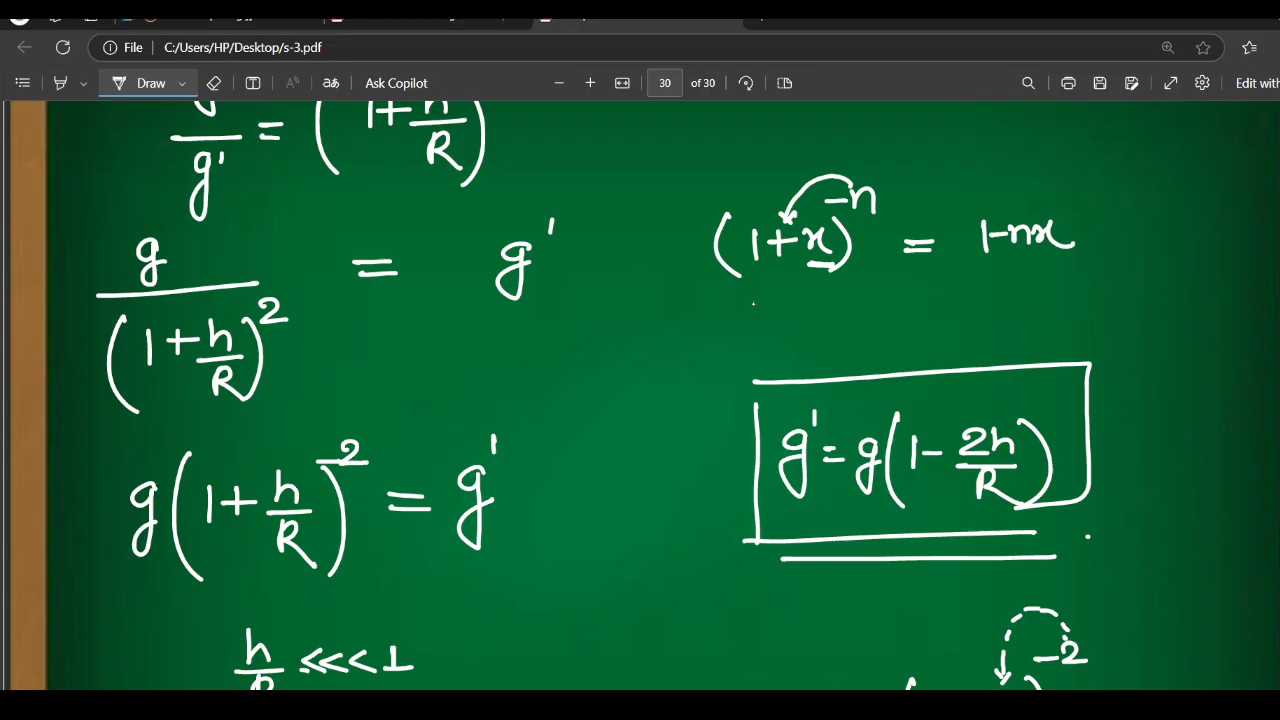 File | C:/Users/HP/Desktop/s-3.pdf
Draw Ask Copilot 30 of 30 Edit with
g' = (1+h/R)
g/(1+h/R)² = g'
(1+x)⁻ⁿ = 1-nx
g(1+h/R)⁻² = g'
g' = g(1-2h/R)
h/R <<< 1
-2